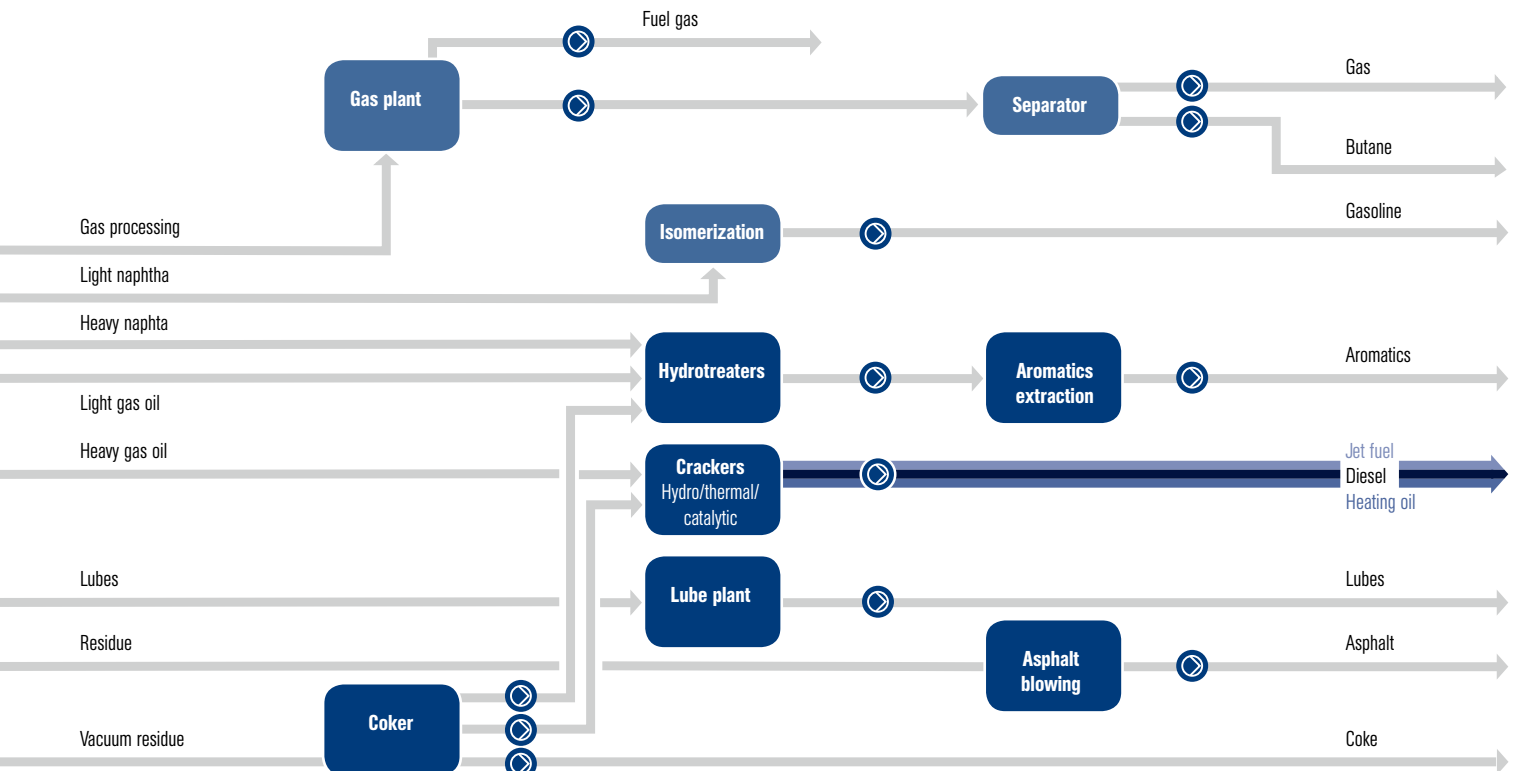 Fuel gas
Gas plant
Gas
Separator
Butane
Gas processing
Isomerization
Gasoline
Light naphtha
Heavy naphta
Hydrotreaters
Aromatics
extraction
Aromatics
Light gas oil
Heavy gas oil
Crackers
Hydro/thermal/
catalytic
Jet fuel
Diesel
Heating oil
Lubes
Lube plant
Lubes
Residue
Asphalt
blowing
Asphalt
Coker
Vacuum residue
Coke